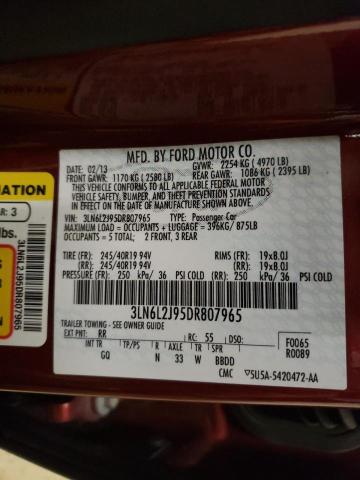 MFD. BY FORD MOTOR CO.
DATE: 02/13 GVWR: 2254 KG ( 4970 LB)
FRONT GAWR: 1170 KG ( 2580 LB) REAR GAWR: 1086 KG ( 2395 LB)
THIS VEHICLE CONFORMS TO ALL APPLICABLE FEDERAL MOTOR
VEHICLE SAFETY, BUMPER, AND THEFT PREVENTION
STANDARDS IN EFFECT ON THE DATE OF MANUFACTURE
SHOWN ABOVE.
VIN: 3LN6L2J95DR807965 TYPE: Passenger Car
MAXIMUM LOAD = OCCUPANTS + LUGGAGE = 396KG/ 875LB
OCCUPANTS = 5 TOTAL; 2 FRONT, 3 REAR
TIRE (FR): 245/40R19 94V RIMS (FR): 19x8.0J
TIRE (RR): 245/40R19 94V RIMS (RR): 19x8.0J
PRESSURE (FR) 250 kPa/ 36 PSI COLD (RR) 250 kPa/ 36 PSI COLD
3LN6L2J95DR807965
TRAILER TOWING - SEE OWNER GUIDE
EXT PNT: RR RC: 55 DSO: F0065
INT TR TP/PS R AXLE TR SPR R0089
GQ N 33 W BBDD
CMC 5U5A-5420472-AA
MATION
AR: 3
lbs.
3LN6L2J95DR807965